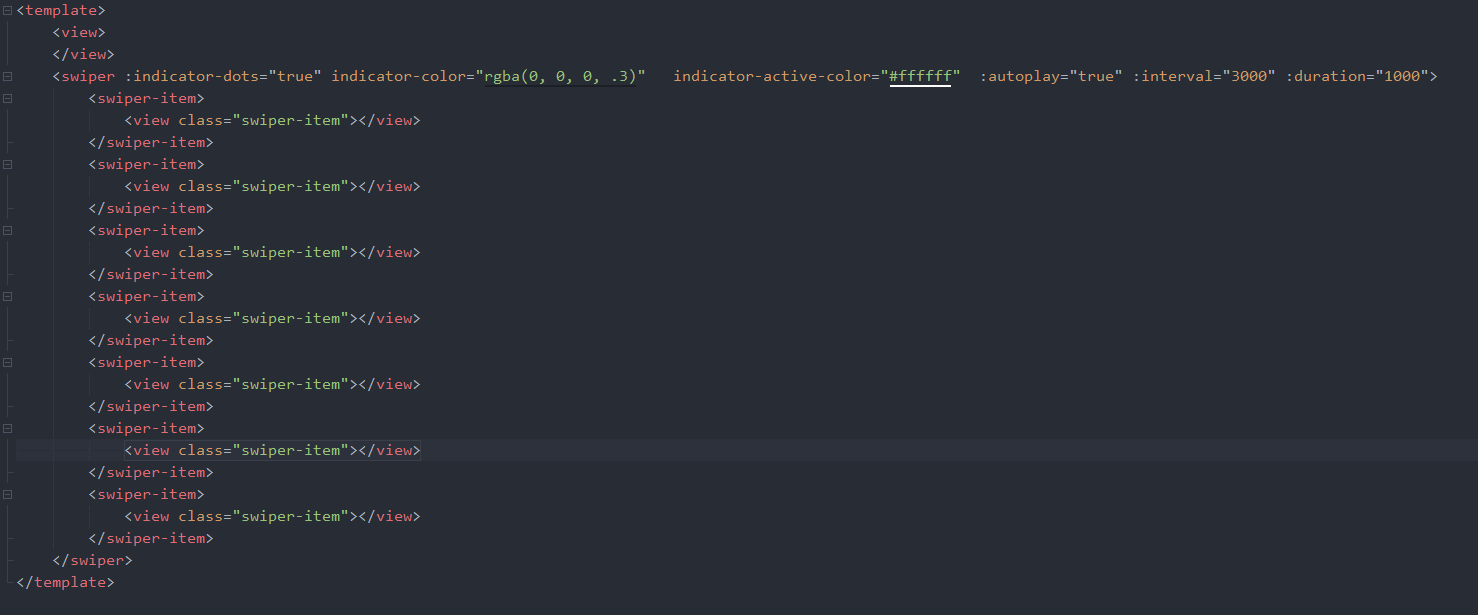 <template>
    <view>
    </view>
    <swiper :indicator-dots="true" indicator-color="rgba(0, 0, 0, .3)"   indicator-active-color="#ffffff"  :autoplay="true" :interval="3000" :duration="1000">
        <swiper-item>
            <view class="swiper-item"></view>
        </swiper-item>
        <swiper-item>
            <view class="swiper-item"></view>
        </swiper-item>
        <swiper-item>
            <view class="swiper-item"></view>
        </swiper-item>
        <swiper-item>
            <view class="swiper-item"></view>
        </swiper-item>
        <swiper-item>
            <view class="swiper-item"></view>
        </swiper-item>
        <swiper-item>
            <view class="swiper-item"></view>
        </swiper-item>
        <swiper-item>
            <view class="swiper-item"></view>
        </swiper-item>
    </swiper>
</template>